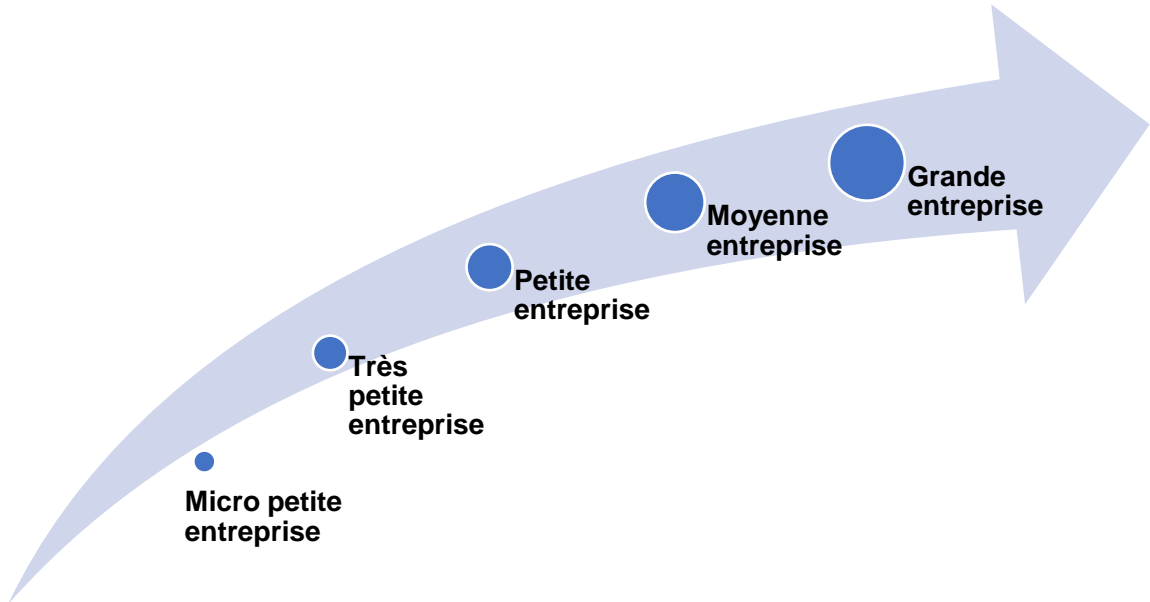 Micro petite
entreprise
Très
petite
entreprise
Petite
entreprise
Moyenne
entreprise
Grande
entreprise